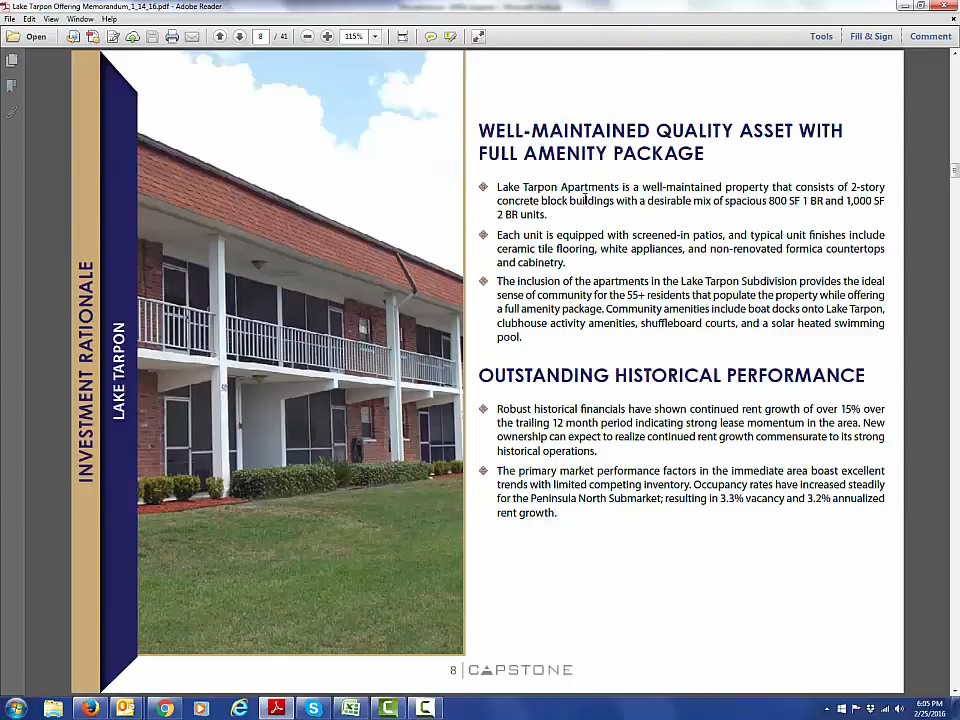 Lake Tarpon Offering Memorandum_1_14_16.pdf - Adobe Reader
File Edit View Window Help
Open 8 / 41 115% Tools Fill & Sign Comment
INVESTMENT RATIONALE
LAKE TARPON
WELL-MAINTAINED QUALITY ASSET WITH
FULL AMENITY PACKAGE
Lake Tarpon Apartments is a well-maintained property that consists of 2-story
concrete block buildings with a desirable mix of spacious 800 SF 1 BR and 1,000 SF
2 BR units.
Each unit is equipped with screened-in patios, and typical unit finishes include
ceramic tile flooring, white appliances, and non-renovated formica countertops
and cabinetry.
The inclusion of the apartments in the Lake Tarpon Subdivision provides the ideal
sense of community for the 55+ residents that populate the property while offering
a full amenity package. Community amenities include boat docks onto Lake Tarpon,
clubhouse activity amenities, shuffleboard courts, and a solar heated swimming
pool.
OUTSTANDING HISTORICAL PERFORMANCE
Robust historical financials have shown continued rent growth of over 15% over
the trailing 12 month period indicating strong lease momentum in the area. New
ownership can expect to realize continued rent growth commensurate to its strong
historical operations.
The primary market performance factors in the immediate area boast excellent
trends with limited competing inventory. Occupancy rates have increased steadily
for the Peninsula North Submarket; resulting in 3.3% vacancy and 3.2% annualized
rent growth.
8 | CAPSTONE
6:05 PM
2/25/2016